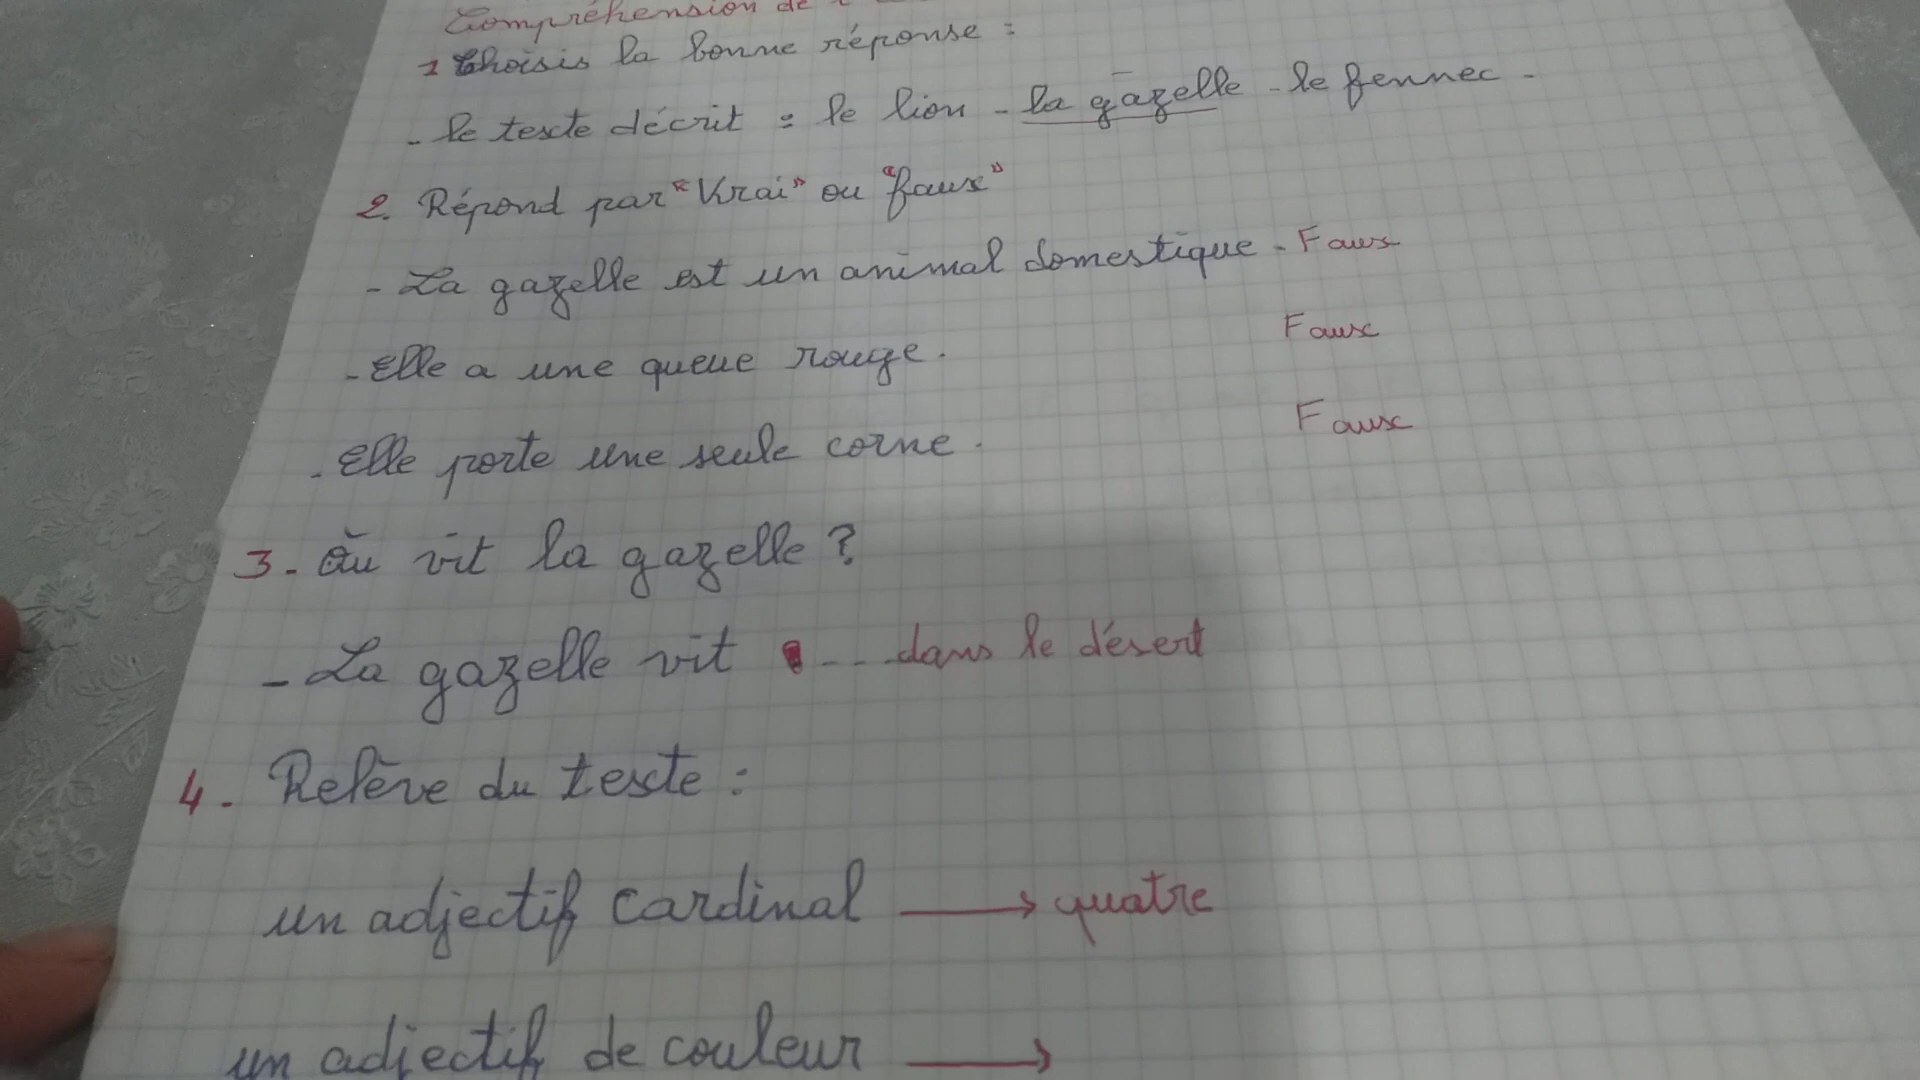 Compréhension de
1 Choisis la bonne réponse :
- le texte décrit : le lion - la gazelle - le fennec -
2. Répond par "Vrai" ou "faux"
- La gazelle est un animal domestique - Faux
- Elle a une queue rouge. Faux
- Elle porte une seule corne. Faux
3 - Où vit la gazelle ?
- La gazelle vit ... dans le désert
4 - Relève du texte :
un adjectif cardinal → quatre
un adjectif de couleur →